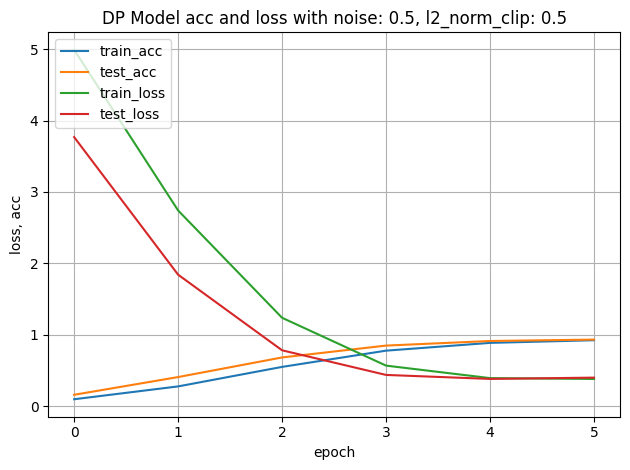 DP Model acc and loss with noise: 0.5, l2_norm_clip: 0.5
train_acc
test_acc
train_loss
test_loss
loss, acc
5
4
3
2
1
0
0 1 2 3 4 5
epoch